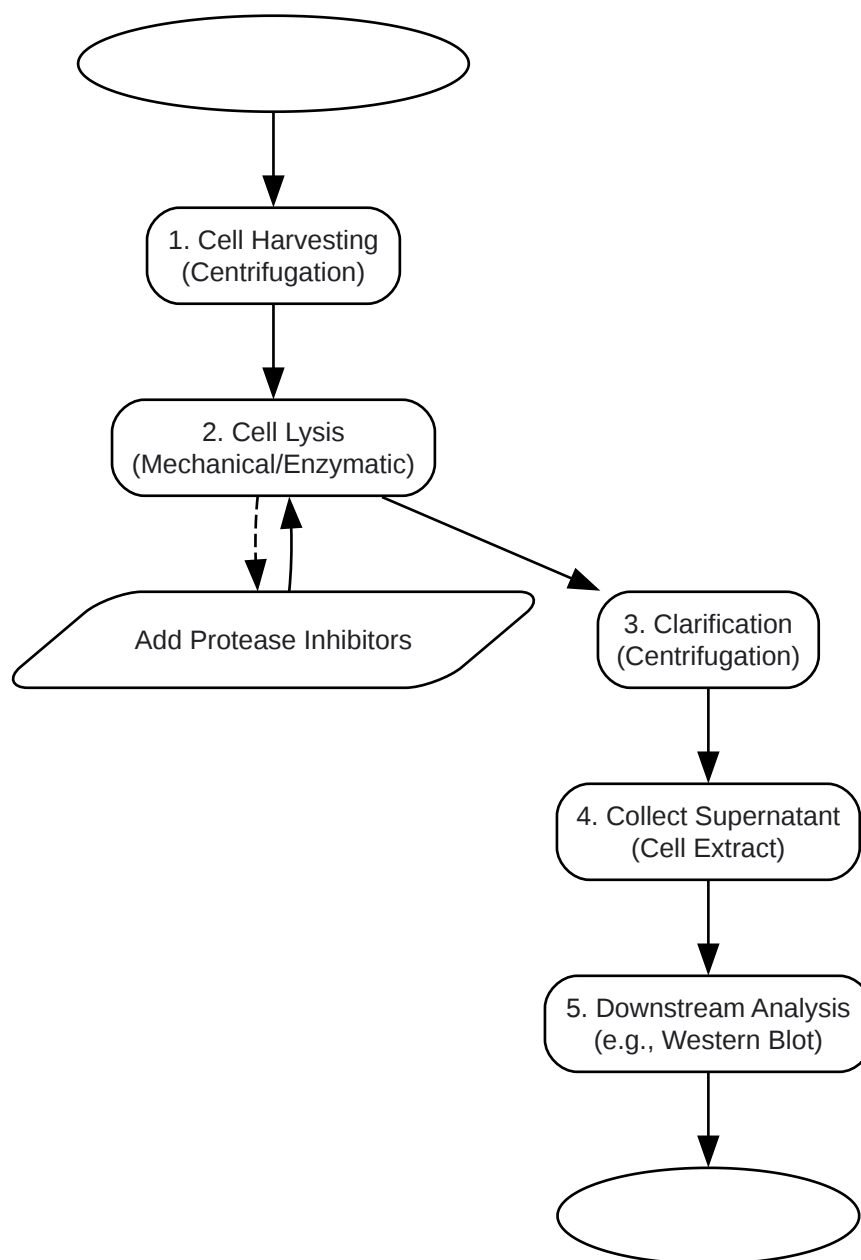 1. Cell Harvesting
(Centrifugation)
2. Cell Lysis
(Mechanical/Enzymatic)
Add Protease Inhibitors
3. Clarification
(Centrifugation)
4. Collect Supernatant
(Cell Extract)
5. Downstream Analysis
(e.g., Western Blot)